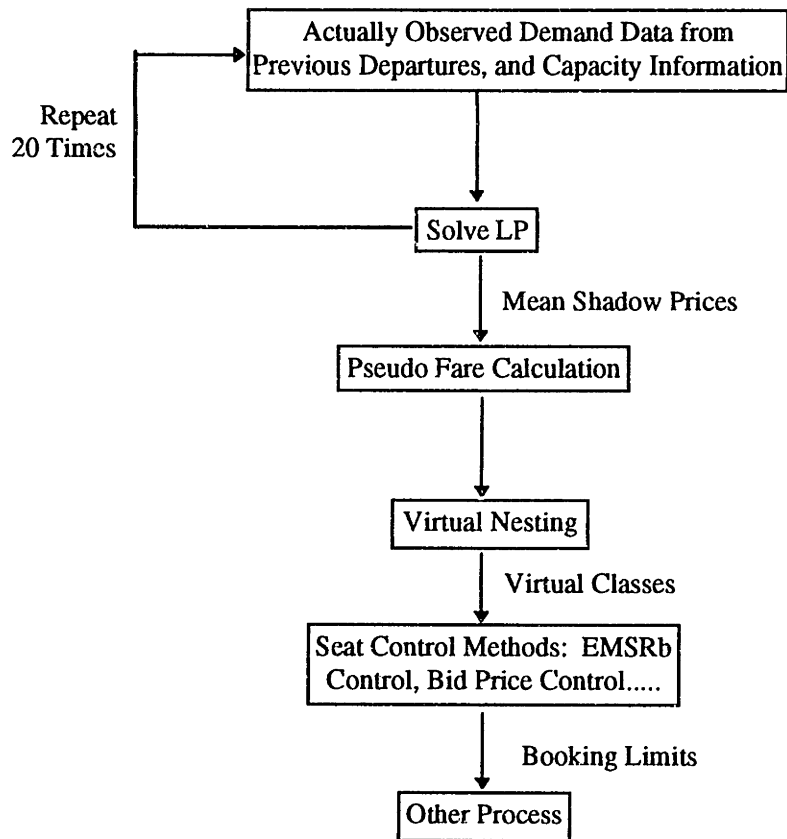 Actually Observed Demand Data from
Previous Departures, and Capacity Information
Repeat
20 Times
Solve LP
Mean Shadow Prices
Pseudo Fare Calculation
Virtual Nesting
Virtual Classes
Seat Control Methods: EMSRb
Control, Bid Price Control.....
Booking Limits
Other Process